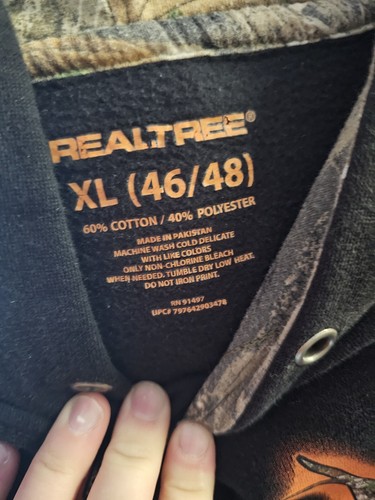 REALTREE®
XL (46/48)
60% COTTON / 40% POLYESTER
MADE IN PAKISTAN
MACHINE WASH COLD DELICATE
WITH LIKE COLORS
ONLY NON-CHLORINE BLEACH
WHEN NEEDED. TUMBLE DRY LOW HEAT.
DO NOT IRON PRINT.
RN 91497
UPC# 797642903478